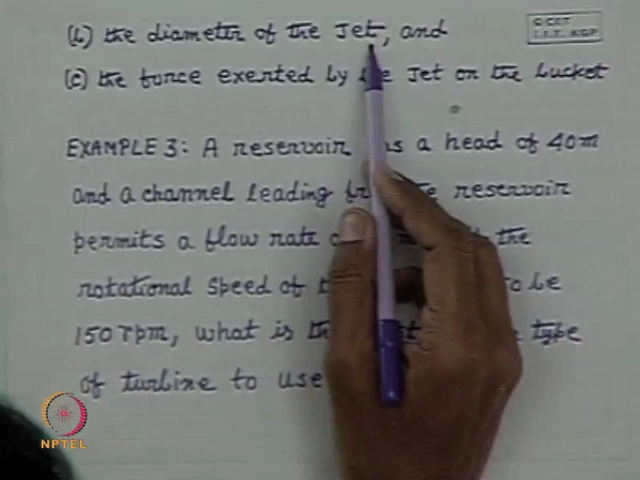 (b) the diameter of the Jet, and
© CET
I.I.T. KGP
(c) the force exerted by the Jet on the bucket
EXAMPLE 3: A reservoir has a head of 40m
and a channel leading from the reservoir
permits a flow rate the
rotational speed of to be
150 rpm, what is the type
of turbine to use
NPTEL